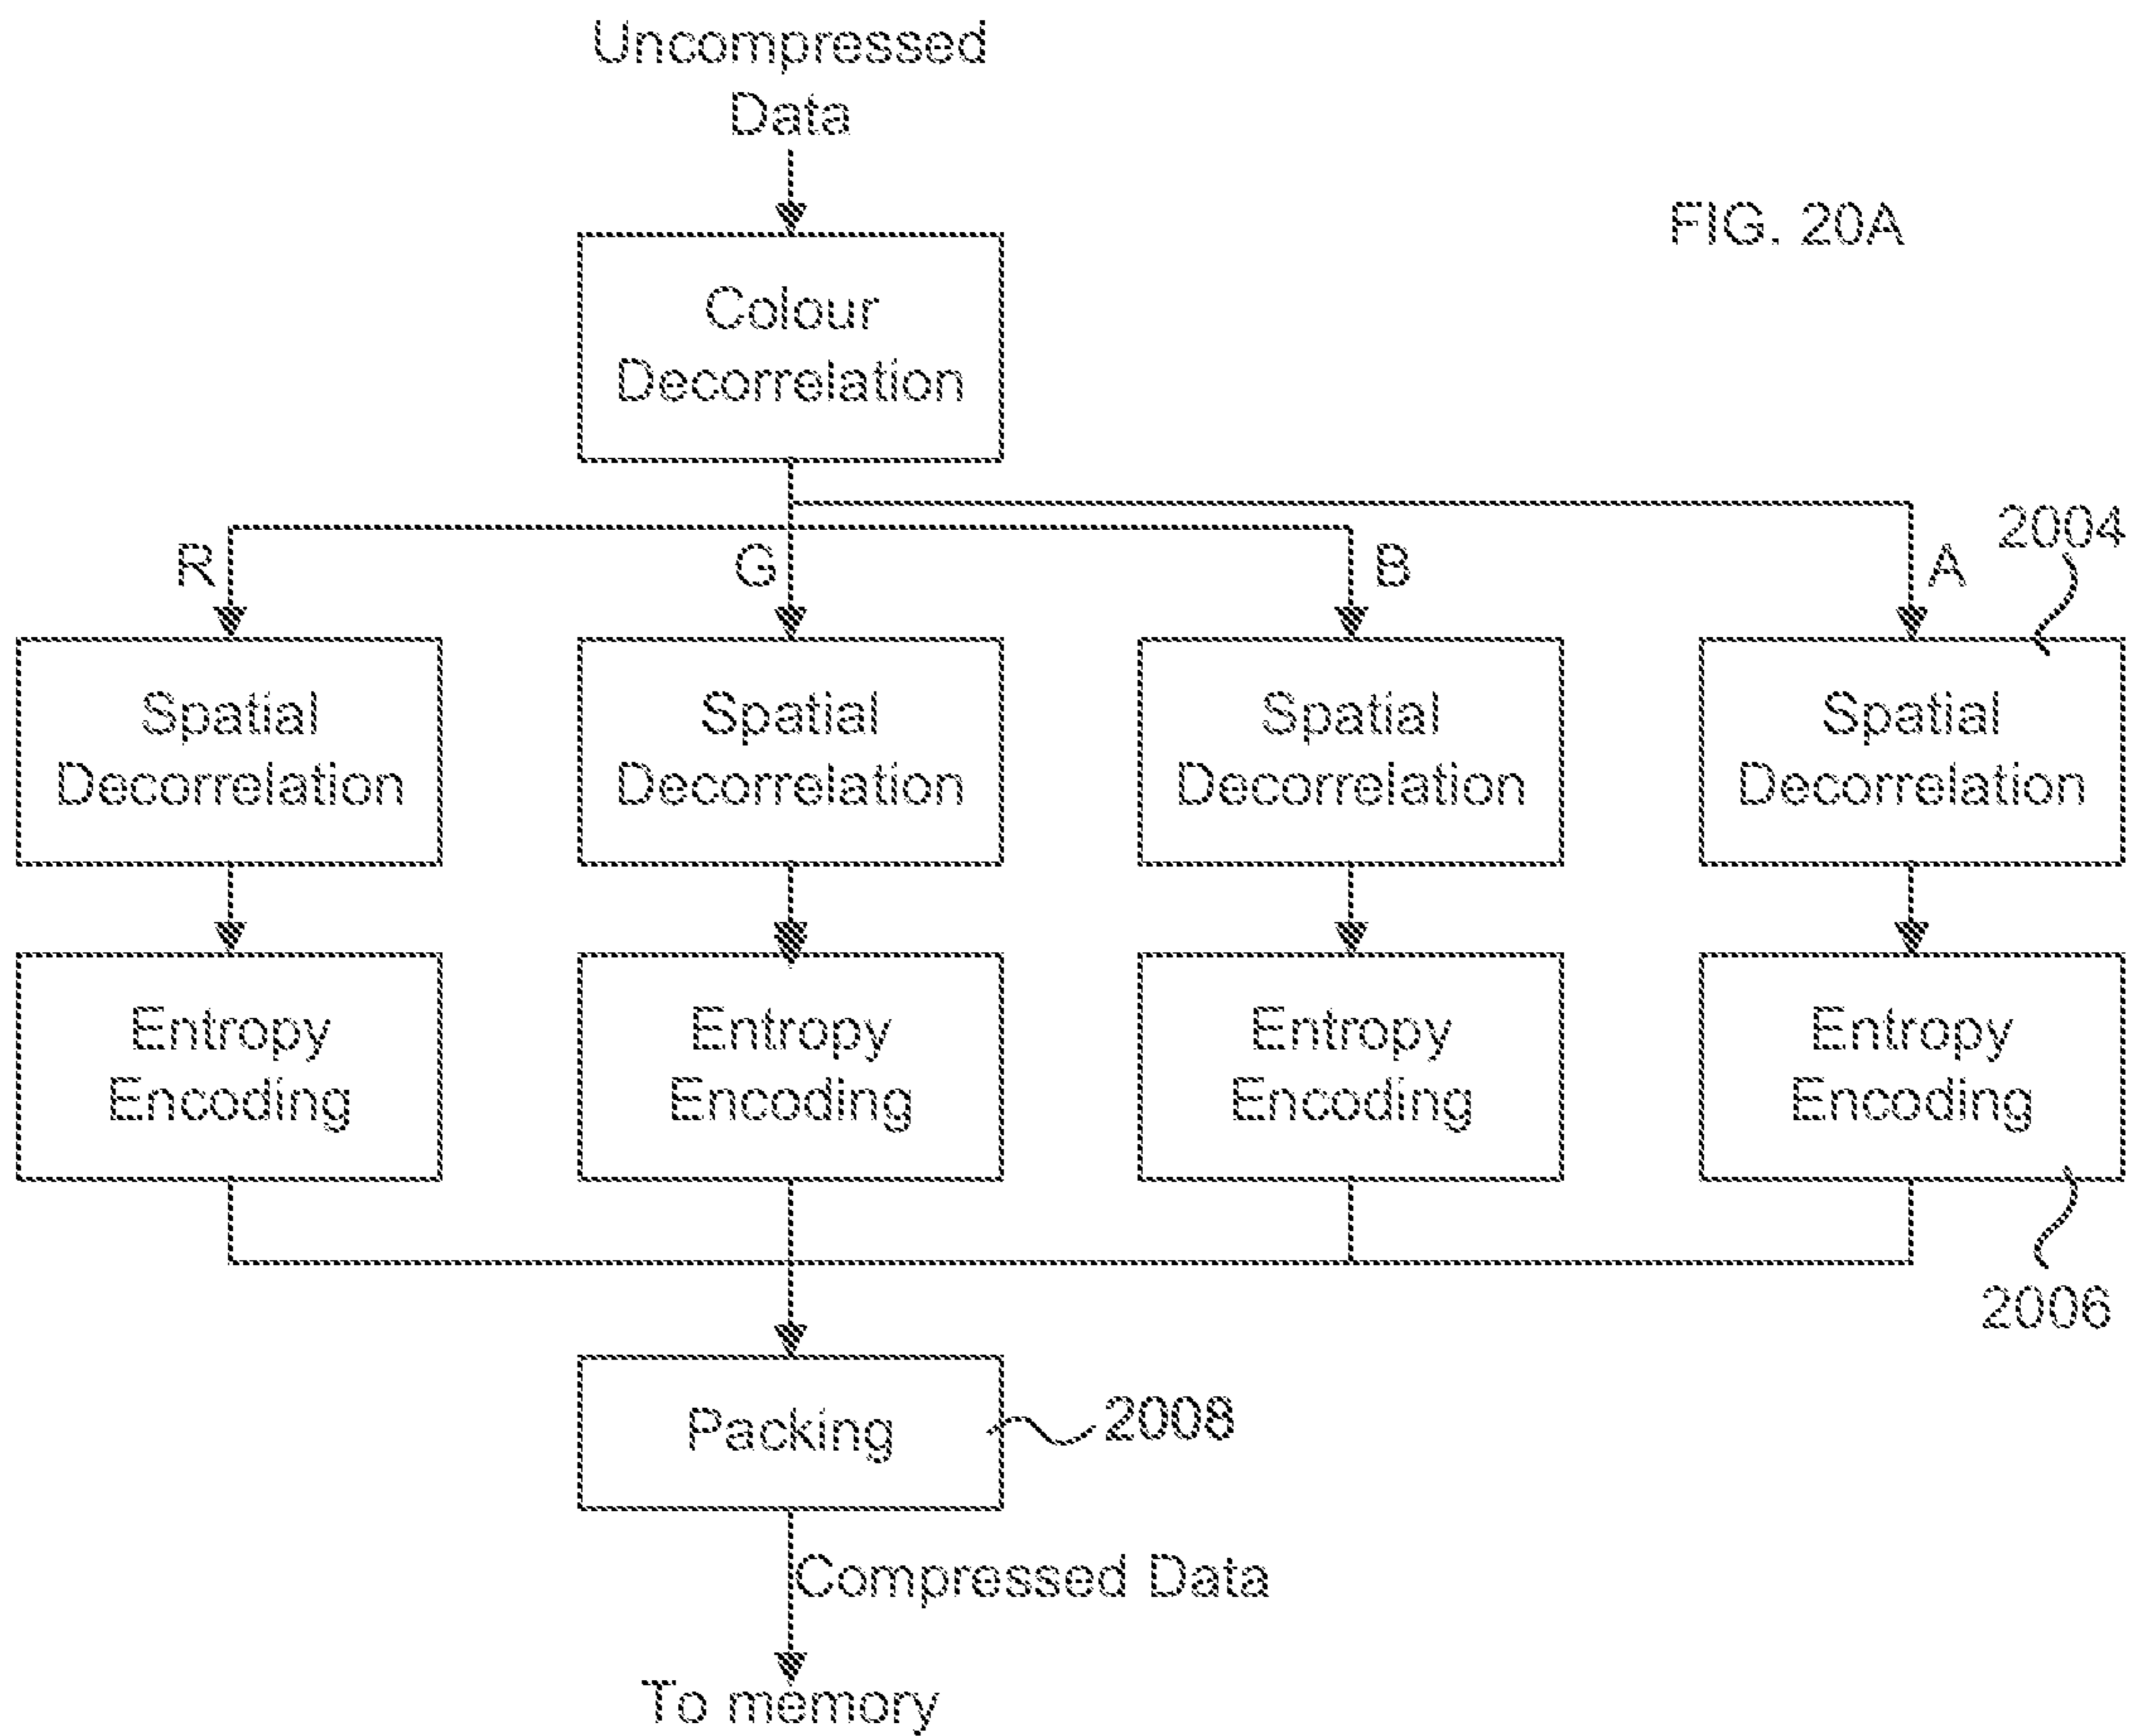 Uncompressed
Data
FIG. 20A
Colour
Decorrelation
R
G
B
A
2004
Spatial
Decorrelation
Spatial
Decorrelation
Spatial
Decorrelation
Spatial
Decorrelation
Entropy
Encoding
Entropy
Encoding
Entropy
Encoding
Entropy
Encoding
2006
Packing
2008
Compressed Data
To memory